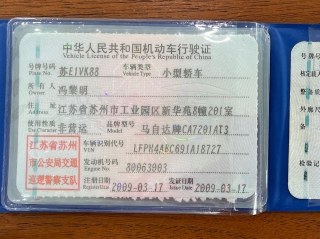 中华人民共和国机动车行驶证
Vehicle License of the People's Republic of China
号牌号码 苏E1VK88 车辆类型 小型轿车
Plate No. Vehicle Type
所有人 冯黎明
Owner
住址 江苏省苏州市工业园区新华苑8幢201室
Address
使用性质 非营运 品牌型号 马自达牌CA7201AT3
Use Character Model
江苏省苏州 车辆识别代号 LFPH4ABC691A18727
VIN
市公安局交通 发动机号码 80063903
Engine No.
巡逻警察支队 注册日期 2009-03-17 发证日期 2009-03-17
Register Date Issue Date